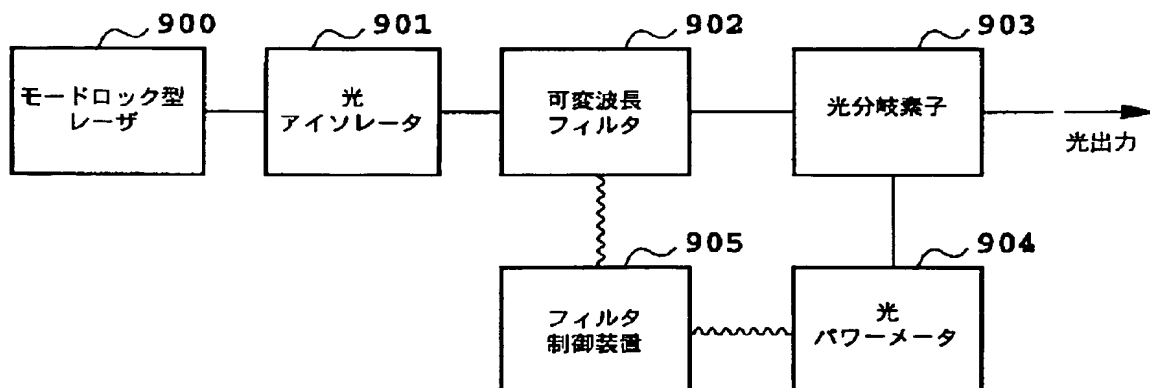 900
901
902
903
モードロック型
レーザ
光
アイソレータ
可変波長
フィルタ
光分岐素子
光出力
905
904
フィルタ
制御装置
光
パワーメータ